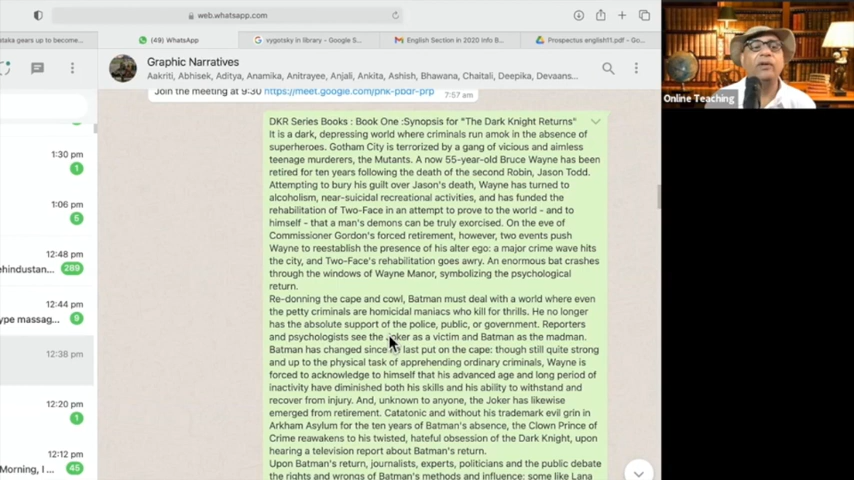 web.whatsapp.com
ataka gears up to become...
(49) WhatsApp
vygotsky in library - Google S...
English Section in 2020 info B...
Prospectus english11.pdf - Go...
Graphic Narratives
Aakriti, Abhisek, Aditya, Anamika, Anitrayee, Anjali, Ankita, Ashish, Bhawana, Chaitali, Deepika, Devaans...
Join the meeting at 9:30 https://meet.google.com/pnk-pbdr-prp
7:57 am
DKR Series Books : Book One :Synopsis for "The Dark Knight Returns"
It is a dark, depressing world where criminals run amok in the absence of
superheroes. Gotham City is terrorized by a gang of vicious and aimless
teenage murderers, the Mutants. A now 55-year-old Bruce Wayne has been
retired for ten years following the death of the second Robin, Jason Todd.
Attempting to bury his guilt over Jason's death, Wayne has turned to
alcoholism, near-suicidal recreational activities, and has funded the
rehabilitation of Two-Face in an attempt to prove to the world - and to
himself - that a man's demons can be truly exorcised. On the eve of
Commissioner Gordon's forced retirement, however, two events push
Wayne to reestablish the presence of his alter ego: a major crime wave hits
the city, and Two-Face's rehabilitation goes awry. An enormous bat crashes
through the windows of Wayne Manor, symbolizing the psychological
return.
Re-donning the cape and cowl, Batman must deal with a world where even
the petty criminals are homicidal maniacs who kill for thrills. He no longer
has the absolute support of the police, public, or government. Reporters
and psychologists see the Joker as a victim and Batman as the madman.
Batman has changed since last put on the cape: though still quite strong
and up to the physical task of apprehending ordinary criminals, Wayne is
forced to acknowledge to himself that his advanced age and long period of
inactivity have diminished both his skills and his ability to withstand and
recover from injury. And, unknown to anyone, the Joker has likewise
emerged from retirement. Catatonic and without his trademark evil grin in
Arkham Asylum for the ten years of Batman's absence, the Clown Prince of
Crime reawakens to his twisted, hateful obsession of the Dark Knight, upon
hearing a television report about Batman's return.
Upon Batman's return, journalists, experts, politicians and the public debate
the rights and wrongs of Batman's methods and influence: some like Lana
1:30 pm
1
1:06 pm
5
12:48 pm
ehindustan...
289
12:44 pm
ype massag...
9
12:38 pm
12:20 pm
1
12:12 pm
Morning, I ...
45
Online Teaching